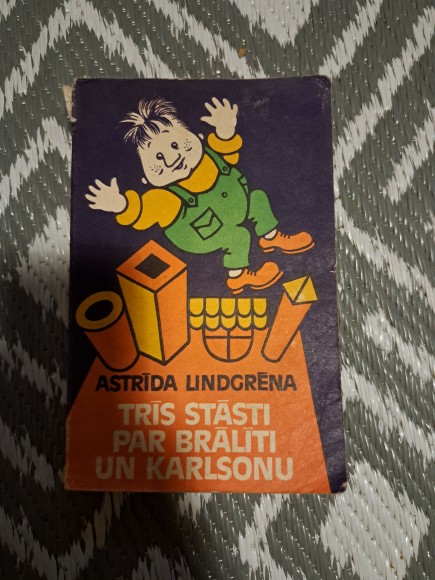 ASTRĪDA LINDGRĒNA
TRĪS STĀSTI
PAR BRĀLĪTI
UN KARLSONU